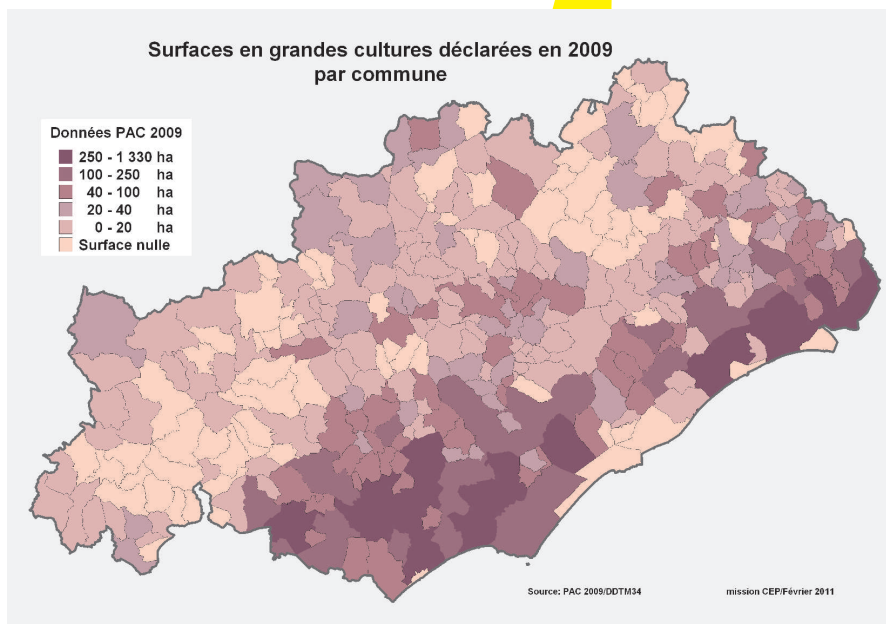 Surfaces en grandes cultures déclarées en 2009
par commune
Données PAC 2009
250 - 1 330 ha
100 - 250 ha
40 - 100 ha
20 - 40 ha
0 - 20 ha
Surface nulle
Source: PAC 2009/DDTM34
mission CEP/Février 2011